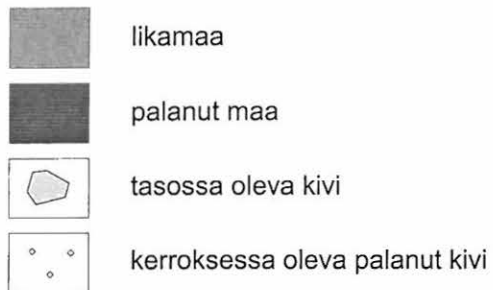 likamaa
palanut maa
tasossa oleva kivi
kerroksessa oleva palanut kivi